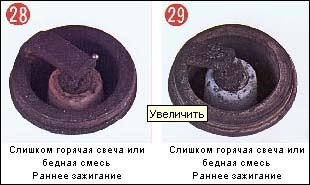 28
29
Увеличить
Слишком горячая свеча или
бедная смесь
Раннее зажигание
Слишком горячая свеча или
бедная смесь
Раннее зажигание